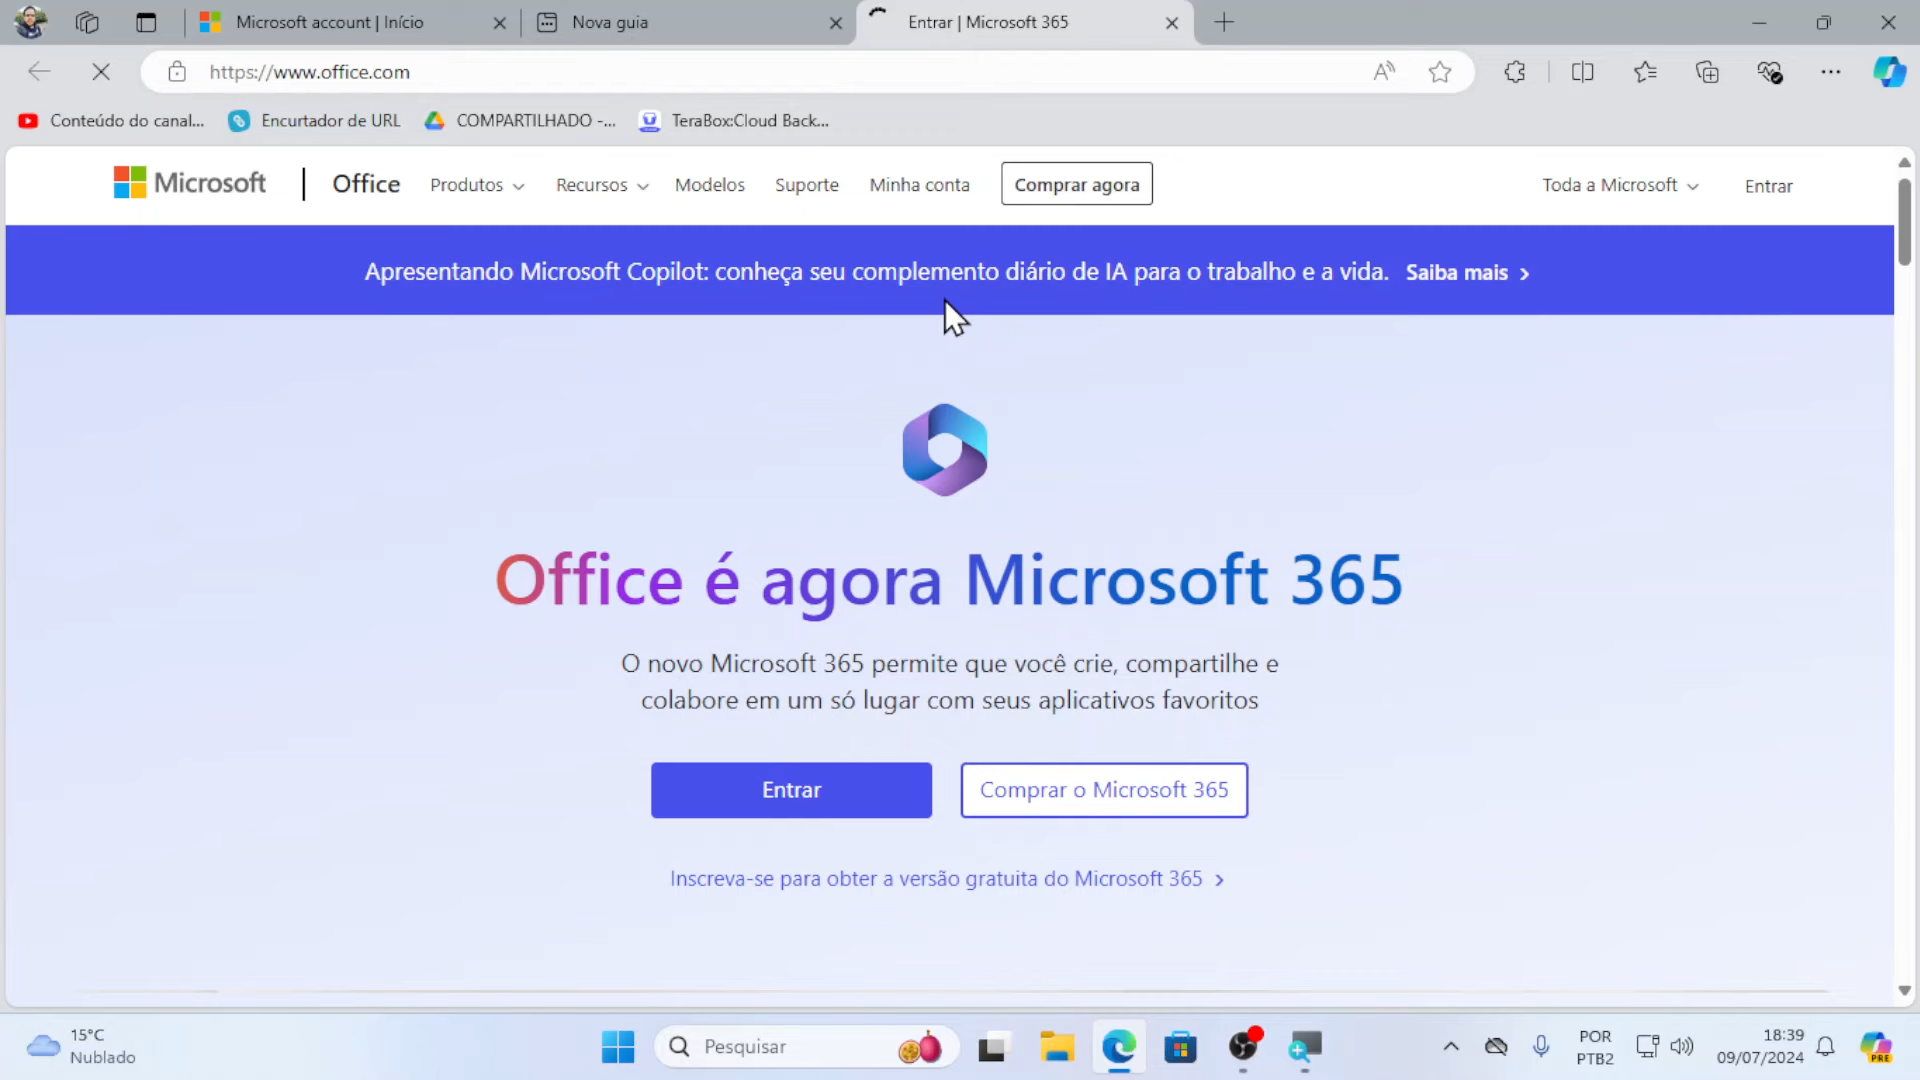 Microsoft account | Início
Nova guia
Entrar | Microsoft 365
https://www.office.com
Conteúdo do canal...
Encurtador de URL
COMPARTILHADO -...
TeraBox:Cloud Back...
Microsoft
Office
Produtos
Recursos
Modelos
Suporte
Minha conta
Comprar agora
Toda a Microsoft
Entrar
Apresentando Microsoft Copilot: conheça seu complemento diário de IA para o trabalho e a vida. Saiba mais
Office é agora Microsoft 365
O novo Microsoft 365 permite que você crie, compartilhe e
colabore em um só lugar com seus aplicativos favoritos
Entrar
Comprar o Microsoft 365
Inscreva-se para obter a versão gratuita do Microsoft 365
15°C
Nublado
Pesquisar
POR
PTB2
18:39
09/07/2024
PRE